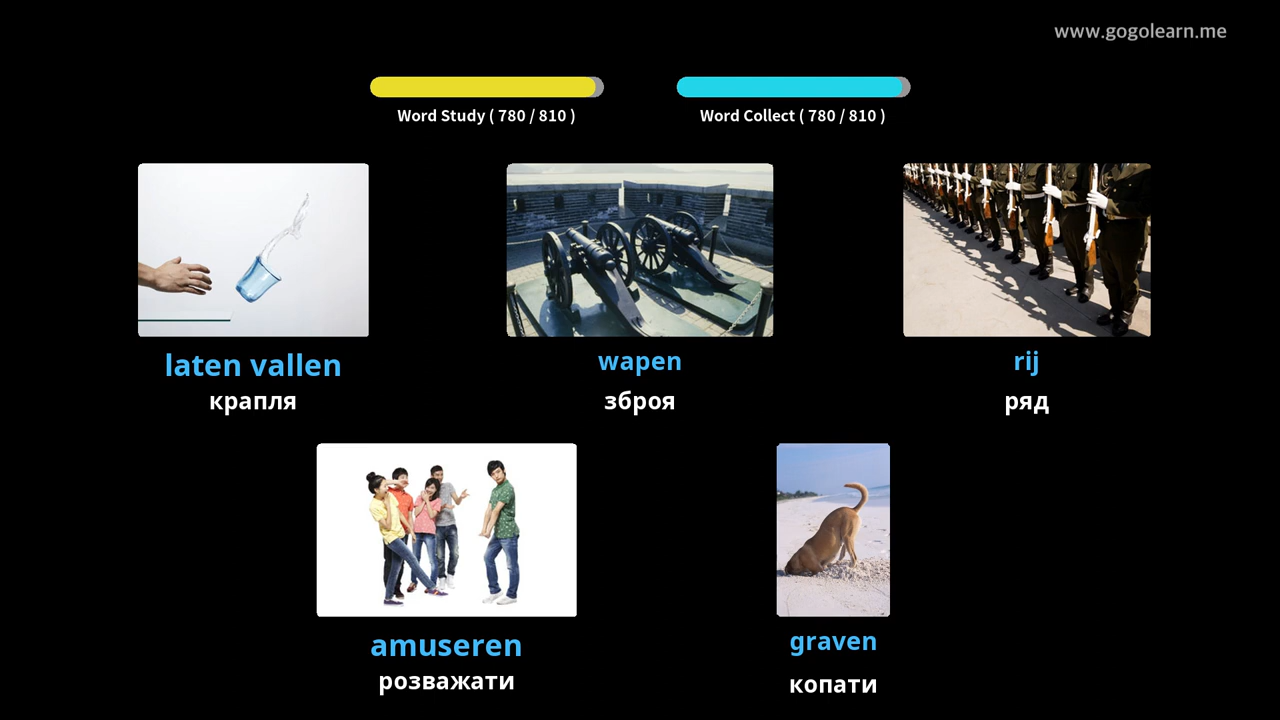 www.gogolearn.me
Word Study ( 780 / 810 )
Word Collect ( 780 / 810 )
laten vallen
крапля
wapen
зброя
rij
ряд
amuseren
розважати
graven
копати